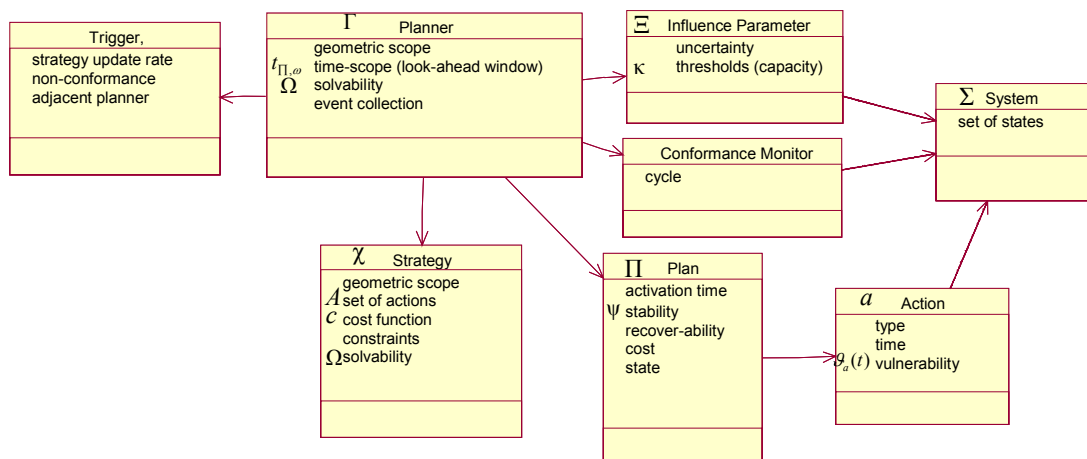 Trigger,
strategy update rate
non-conformance
adjacent planner
Γ Planner
geometric scope
t_{Π,ω} time-scope (look-ahead window)
Ω solvability
event collection
Ξ Influence Parameter
uncertainty
κ thresholds (capacity)
Conformance Monitor
cycle
Σ System
set of states
χ Strategy
geometric scope
A set of actions
c cost function
constraints
Ω solvability
Π Plan
activation time
ψ stability
recover-ability
cost
state
a Action
type
time
ϑ_a(t) vulnerability